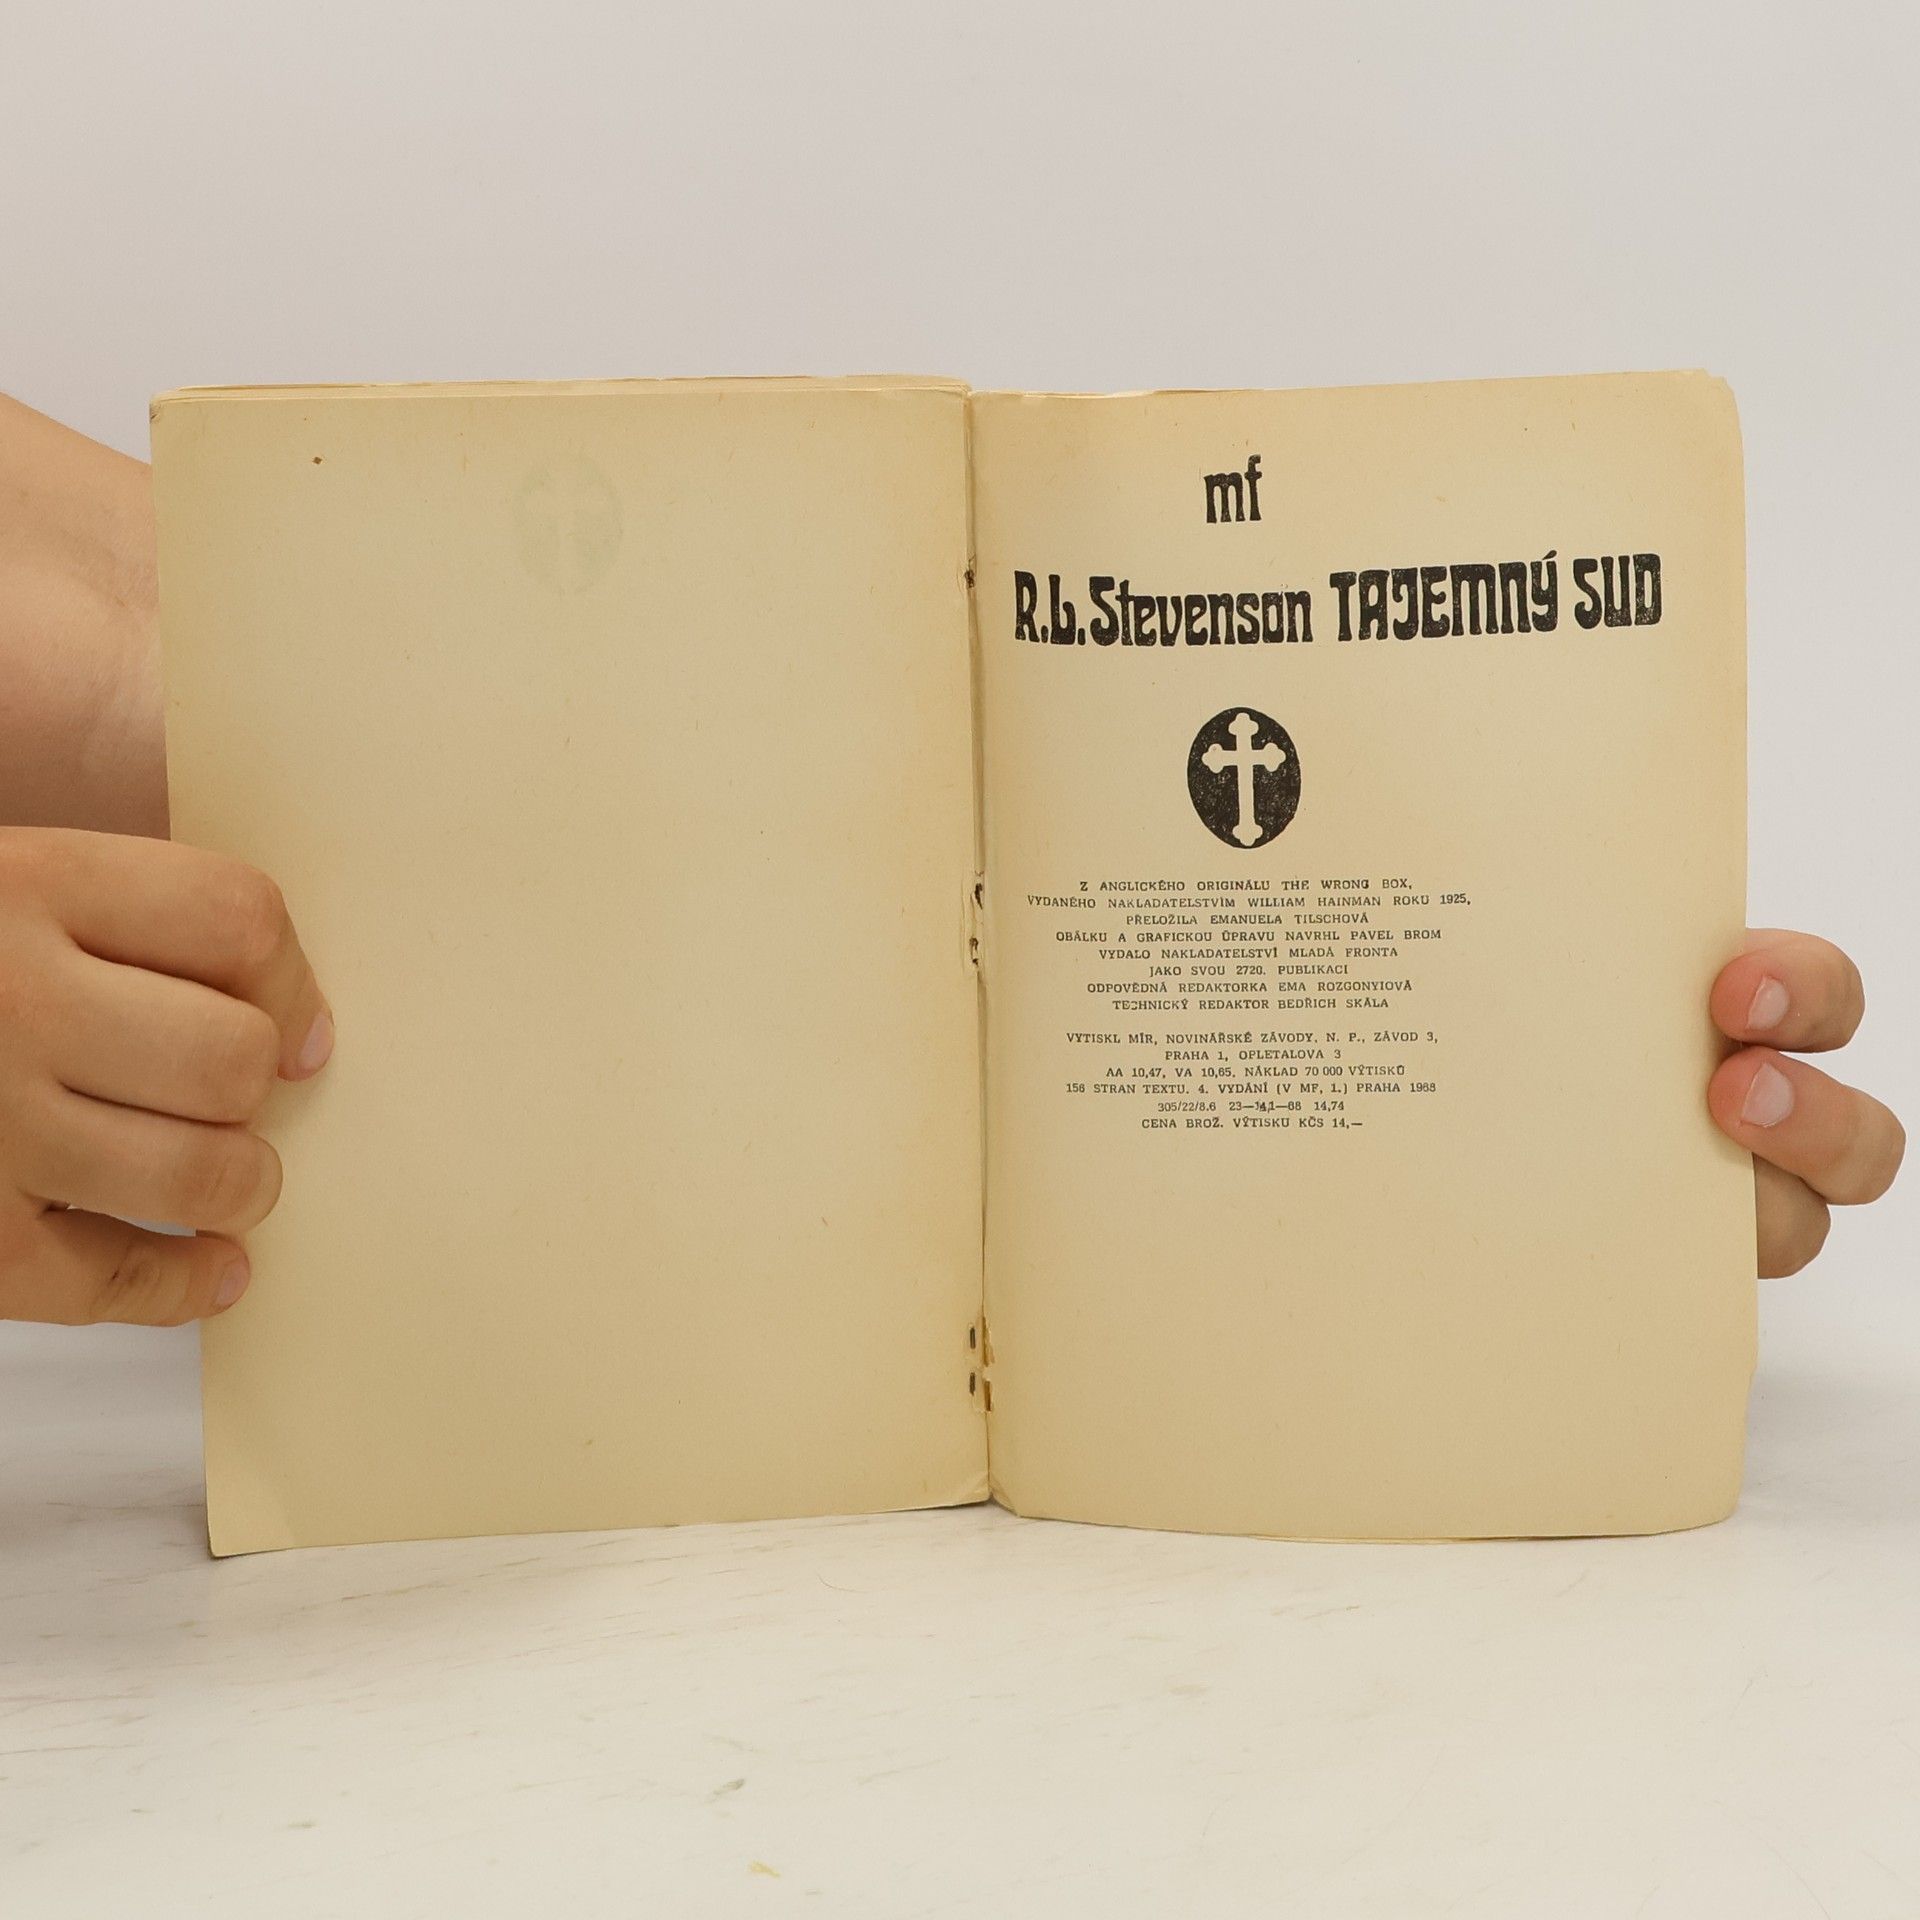 mf
R.L.Stevenson TAJEMNÝ SUD
Z ANGLICKÉHO ORIGINÁLU THE WRONG BOX,
VYDANÉHO NAKLADATELSTVÍM WILLIAM HAINMAN ROKU 1925,
PŘELOŽILA EMANUELA TILSCHOVÁ
OBÁLKU A GRAFICKOU ÚPRAVU NAVRHL PAVEL BROM
VYDALO NAKLADATELSTVÍ MLADÁ FRONTA
JAKO SVOU 2720. PUBLIKACI
ODPOVĚDNÁ REDAKTORKA EMA ROZGONYIOVÁ
TECHNICKÝ REDAKTOR BEDŘICH SKÁLA
VYTISKL MÍR, NOVINÁŘSKÉ ZÁVODY, N. P., ZÁVOD 3,
PRAHA 1, OPLETALOVA 3
AA 10,47, VA 10,65. NÁKLAD 70 000 VÝTISKŮ
156 STRAN TEXTU. 4. VYDÁNÍ (V MF, 1.) PRAHA 1968
305/22/8.6 14,74
CENA BROŽ. VÝTISKU KČS 14,—